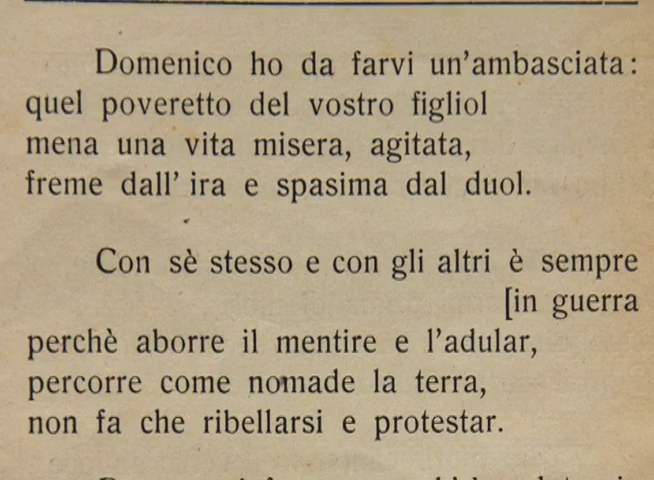 Domenico ho da farvi un'ambasciata:
quel poveretto del vostro figliol
mena una vita misera, agitata,
freme dall' ira e spasima dal duol.
Con sè stesso e con gli altri è sempre
[in guerra
perchè aborre il mentire e l'adular,
percorre come nomade la terra,
non fa che ribellarsi e protestar.